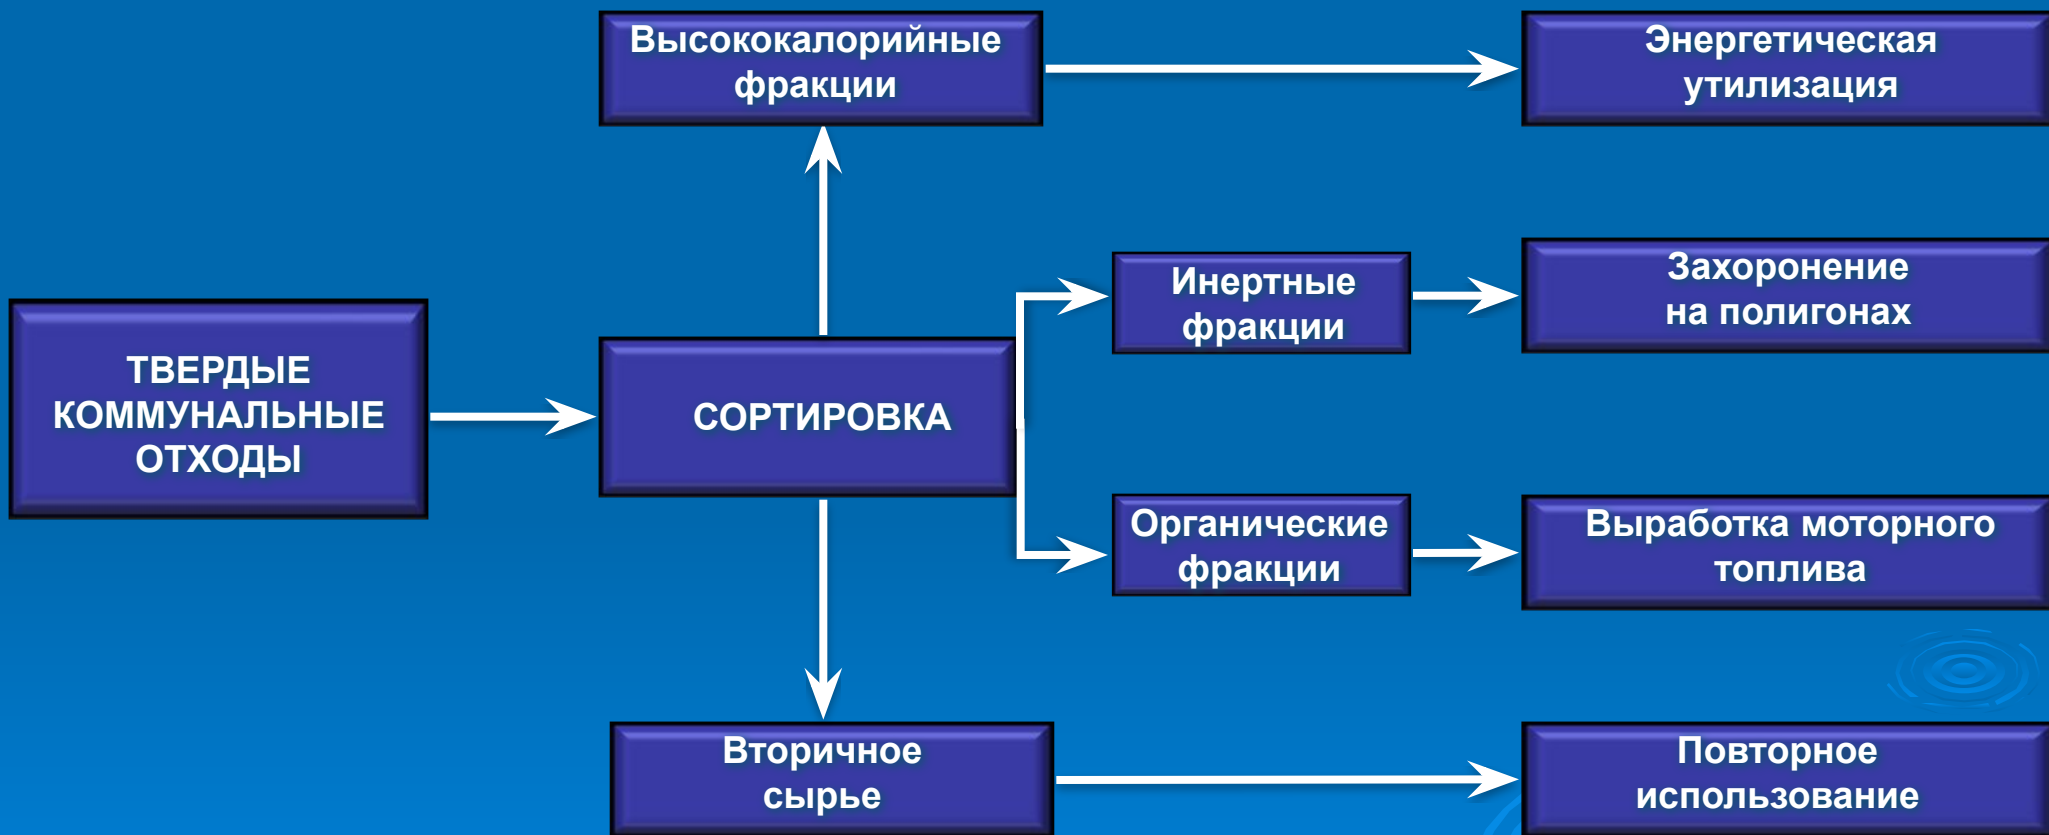 Высококалорийные
фракции
Энергетическая
утилизация
Инертные
фракции
Захоронение
на полигонах
ТВЕРДЫЕ
КОММУНАЛЬНЫЕ
ОТХОДЫ
СОРТИРОВКА
Органические
фракции
Выработка моторного
топлива
Вторичное
сырье
Повторное
использование